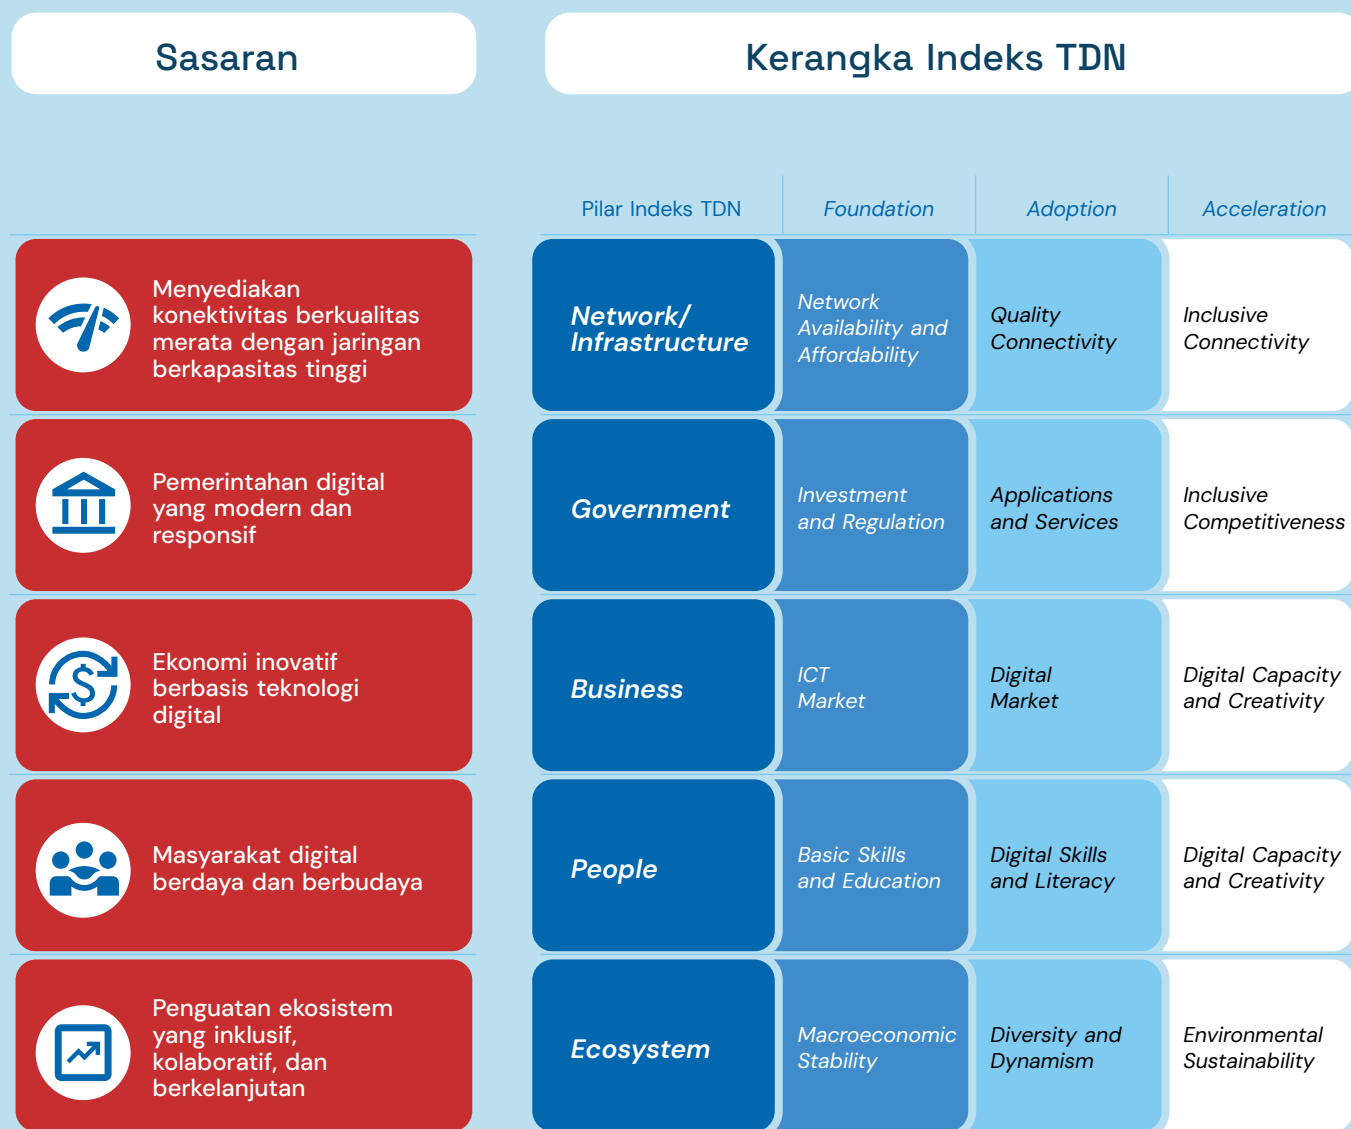 Sasaran
Kerangka Indeks TDN
Pilar Indeks TDN
Foundation
Adoption
Acceleration
Menyediakan
konektivitas berkualitas
merata dengan jaringan
berkapasitas tinggi
Network/
Infrastructure
Network
Availability and
Affordability
Quality
Connectivity
Inclusive
Connectivity
Pemerintahan digital
yang modern dan
responsif
Government
Investment
and Regulation
Applications
and Services
Inclusive
Competitiveness
Ekonomi inovatif
berbasis teknologi
digital
Business
ICT
Market
Digital
Market
Digital Capacity
and Creativity
Masyarakat digital
berdaya dan berbudaya
People
Basic Skills
and Education
Digital Skills
and Literacy
Digital Capacity
and Creativity
Penguatan ekosistem
yang inklusif,
kolaboratif, dan
berkelanjutan
Ecosystem
Macroeconomic
Stability
Diversity and
Dynamism
Environmental
Sustainability